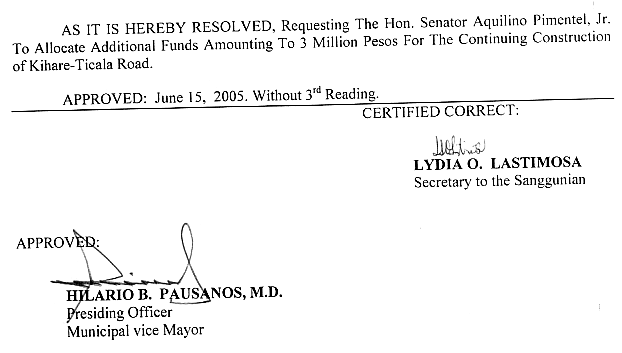 AS IT IS HEREBY RESOLVED, Requesting The Hon. Senator Aquilino Pimentel, Jr.
To Allocate Additional Funds Amounting To 3 Million Pesos For The Continuing Construction
of Kihare-Ticala Road.
APPROVED: June 15, 2005. Without 3rd Reading.
CERTIFIED CORRECT:
LYDIA O. LASTIMOSA
Secretary to the Sanggunian
APPROVED:
HILARIO B. PAUSANOS, M.D.
Presiding Officer
Municipal vice Mayor